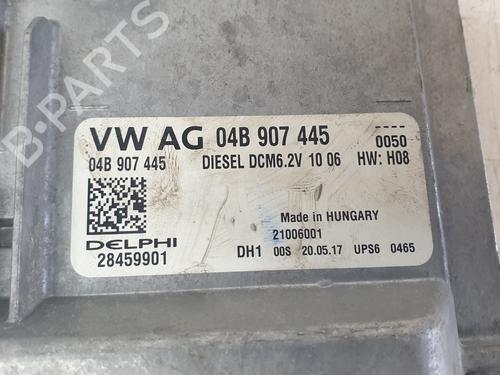 B-PARTS
VW AG 04B 907 445 0050
04B 907 445 DIESEL DCM6.2V 10 06 HW: H08
Made in HUNGARY
DELPHI 21006001
28459901 DH1 00S 20.05.17 UPS6 0465